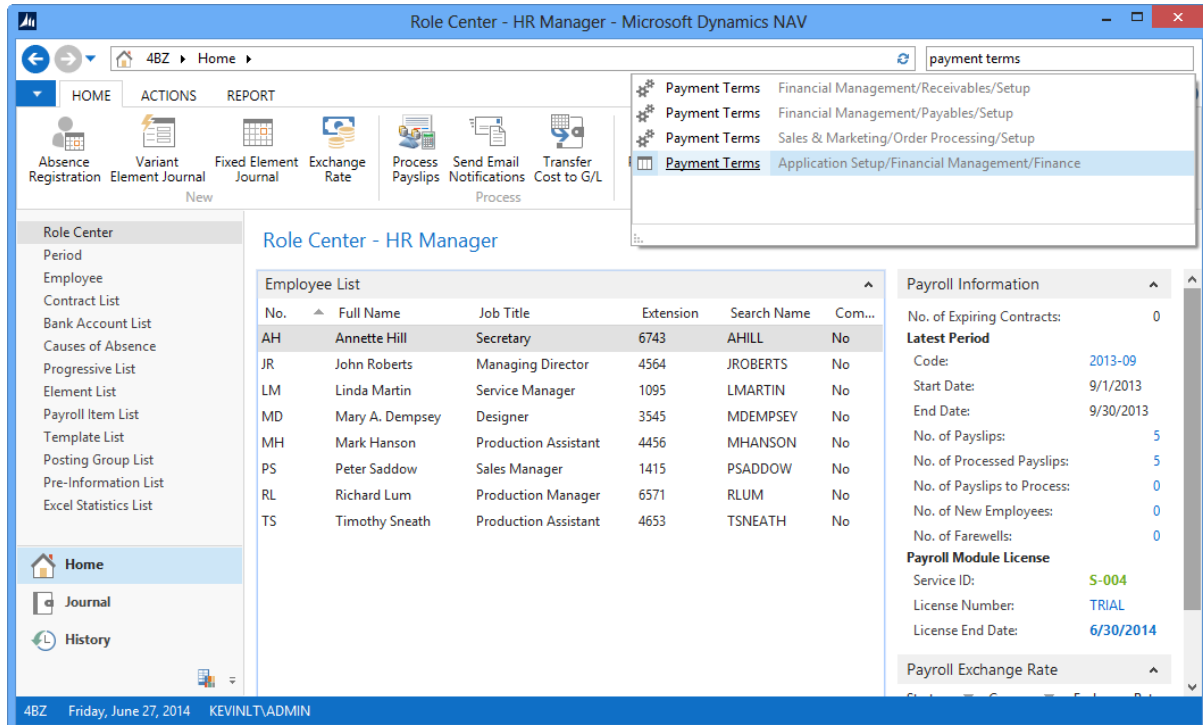 Role Center - HR Manager - Microsoft Dynamics NAV
4BZ ▸ Home ▸
payment terms
HOME ACTIONS REPORT
Payment Terms Financial Management/Receivables/Setup
Payment Terms Financial Management/Payables/Setup
Payment Terms Sales & Marketing/Order Processing/Setup
Payment Terms Application Setup/Financial Management/Finance
Absence Registration
Variant Element Journal
Fixed Element Journal
Exchange Rate
New
Process Payslips
Send Email Notifications
Transfer Cost to G/L
Process
Role Center
Period
Employee
Contract List
Bank Account List
Causes of Absence
Progressive List
Element List
Payroll Item List
Template List
Posting Group List
Pre-Information List
Excel Statistics List
Home
Journal
History
Role Center - HR Manager
Employee List
No. Full Name Job Title Extension Search Name Com...
AH Annette Hill Secretary 6743 AHILL No
JR John Roberts Managing Director 4564 JROBERTS No
LM Linda Martin Service Manager 1095 LMARTIN No
MD Mary A. Dempsey Designer 3545 MDEMPSEY No
MH Mark Hanson Production Assistant 4456 MHANSON No
PS Peter Saddow Sales Manager 1415 PSADDOW No
RL Richard Lum Production Manager 6571 RLUM No
TS Timothy Sneath Production Assistant 4653 TSNEATH No
Payroll Information
No. of Expiring Contracts: 0
Latest Period
Code: 2013-09
Start Date: 9/1/2013
End Date: 9/30/2013
No. of Payslips: 5
No. of Processed Payslips: 5
No. of Payslips to Process: 0
No. of New Employees: 0
No. of Farewells: 0
Payroll Module License
Service ID: S-004
License Number: TRIAL
License End Date: 6/30/2014
Payroll Exchange Rate
4BZ Friday, June 27, 2014 KEVINLT\ADMIN